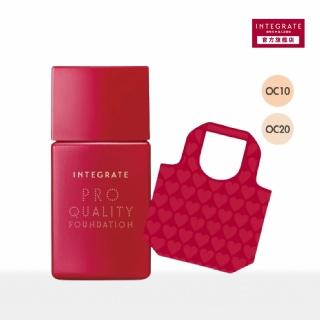 INTEGRATE
官方旗艦店
OC10
OC20
INTEGRATE
PRO
QUALITY
FOUNDATION